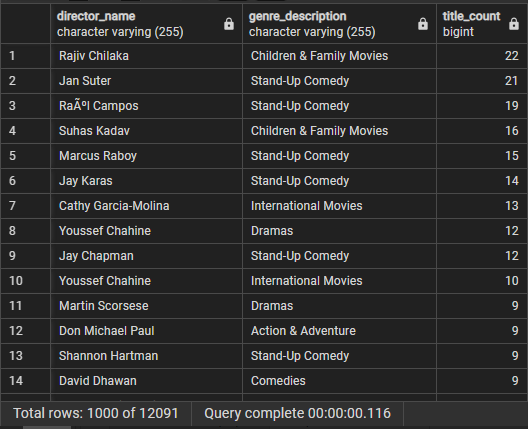 director_name genre_description title_count
character varying (255) character varying (255) bigint
1 Rajiv Chilaka Children & Family Movies 22
2 Jan Suter Stand-Up Comedy 21
3 RaÃºl Campos Stand-Up Comedy 19
4 Suhas Kadav Children & Family Movies 16
5 Marcus Raboy Stand-Up Comedy 15
6 Jay Karas Stand-Up Comedy 14
7 Cathy Garcia-Molina International Movies 13
8 Youssef Chahine Dramas 12
9 Jay Chapman Stand-Up Comedy 12
10 Youssef Chahine International Movies 10
11 Martin Scorsese Dramas 9
12 Don Michael Paul Action & Adventure 9
13 Shannon Hartman Stand-Up Comedy 9
14 David Dhawan Comedies 9
Total rows: 1000 of 12091 Query complete 00:00:00.116